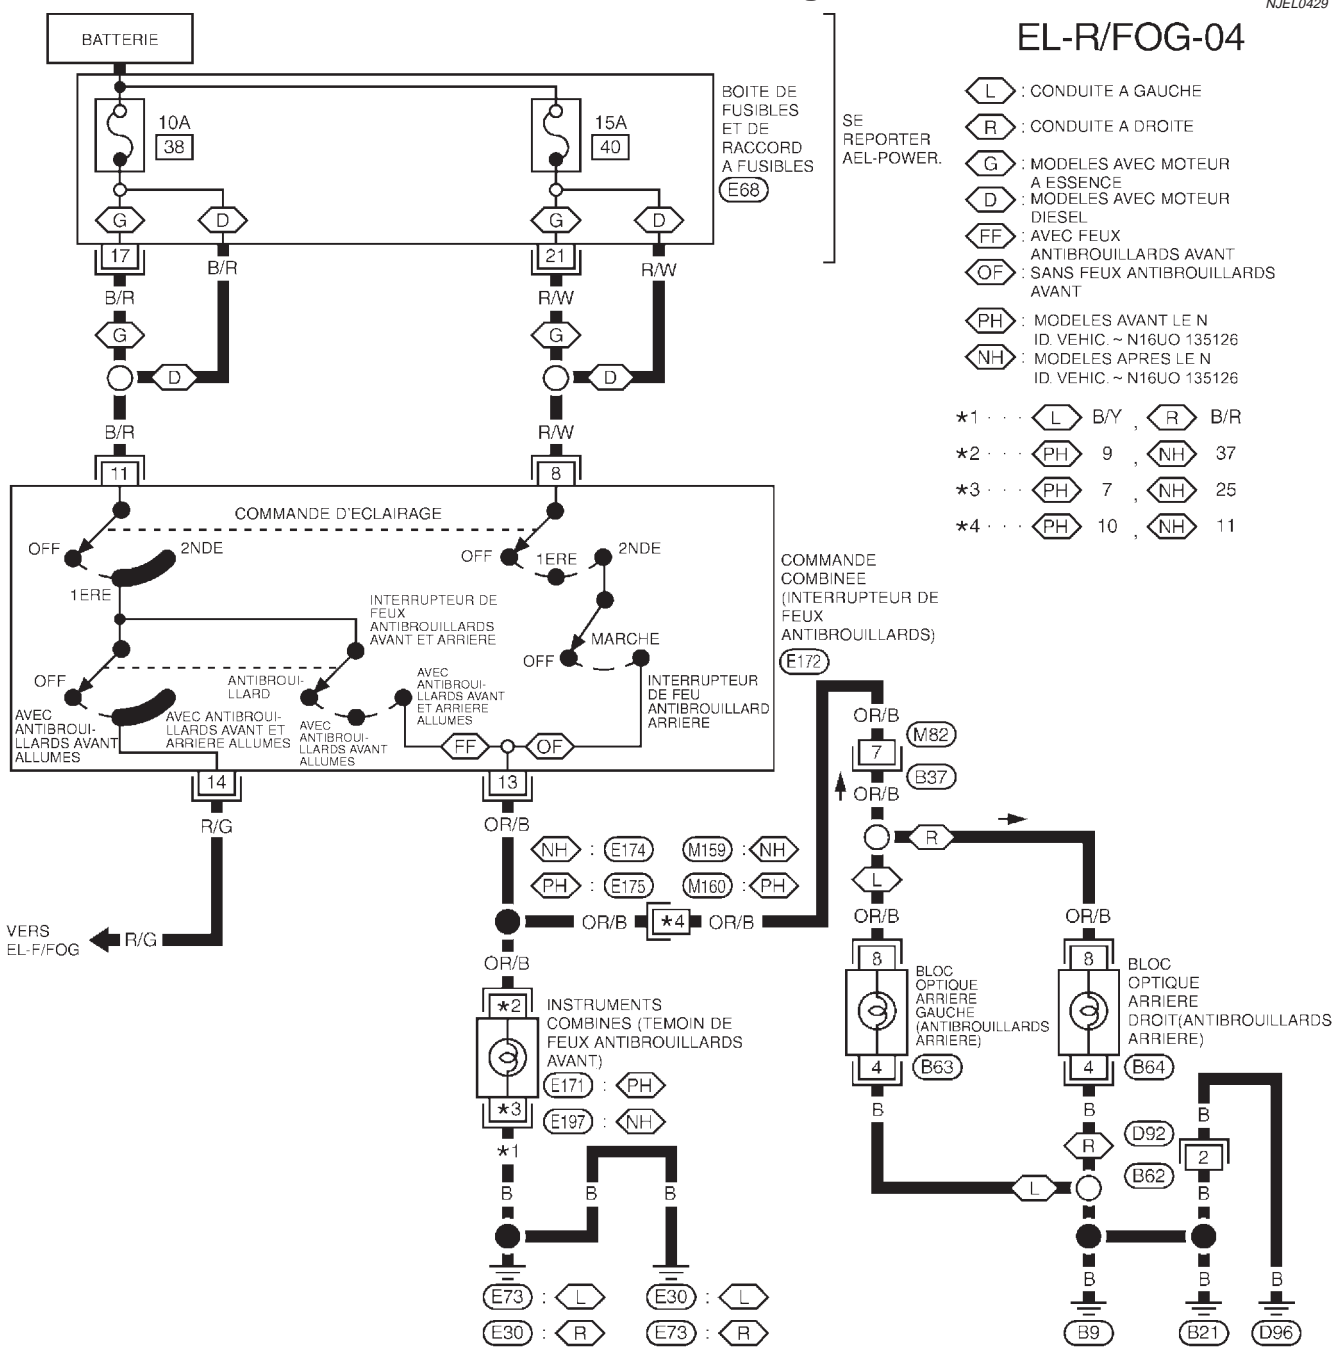 NJEL0429
EL-R/FOG-04
BATTERIE
10A
38
15A
40
BOITE DE
FUSIBLES
ET DE
RACCORD
A FUSIBLES
E68
SE
REPORTER
AEL-POWER.
G
D
G
D
17
B/R
21
R/W
B/R
R/W
G
G
D
D
B/R
R/W
11
8
L : CONDUITE A GAUCHE
R : CONDUITE A DROITE
G : MODELES AVEC MOTEUR
A ESSENCE
D : MODELES AVEC MOTEUR
DIESEL
FF : AVEC FEUX
ANTIBROUILLARDS AVANT
OF : SANS FEUX ANTIBROUILLARDS
AVANT
PH : MODELES AVANT LE N
ID. VEHIC. ~ N16UO 135126
NH : MODELES APRES LE N
ID. VEHIC. ~ N16UO 135126
*1 · · · L B/Y , R B/R
*2 · · · PH 9 , NH 37
*3 · · · PH 7 , NH 25
*4 · · · PH 10 , NH 11
COMMANDE D'ECLAIRAGE
OFF
2NDE
1ERE
OFF
1ERE
2NDE
INTERRUPTEUR DE
FEUX
ANTIBROUILLARDS
AVANT ET ARRIERE
MARCHE
OFF
COMMANDE
COMBINEE
(INTERRUPTEUR DE
FEUX
ANTIBROUILLARDS)
E172
OFF
AVEC
ANTIBROUI-
LLARDS AVANT
ALLUMES
AVEC ANTIBROUI-
LLARDS AVANT ET
ARRIERE ALLUMES
ANTIBROUI-
LLARD
AVEC
ANTIBROUI-
LLARDS AVANT
ALLUMES
AVEC
ANTIBROUI-
LLARDS AVANT
ET ARRIERE
ALLUMES
INTERRUPTEUR
DE FEU
ANTIBROUILLARD
ARRIERE
FF
OF
14
13
R/G
OR/B
VERS
EL-F/FOG
R/G
NH : E174
M159 : NH
PH : E175
M160 : PH
OR/B
*4
OR/B
OR/B
7
M82
B37
OR/B
R
L
OR/B
OR/B
OR/B
*2
INSTRUMENTS
COMBINES (TEMOIN DE
FEUX ANTIBROUILLARDS
AVANT)
E171 : PH
*3
E197 : NH
*1
8
BLOC
OPTIQUE
ARRIERE
GAUCHE
(ANTIBROUILLARDS
ARRIERE)
4
B63
8
BLOC
OPTIQUE
ARRIERE
DROIT(ANTIBROUILLARDS
ARRIERE)
4
B64
B
B
B
R
D92
2
B62
B
B
B
B
L
B
B
B
E73 : L
E30 : L
E30 : R
E73 : R
B9
B21
D96